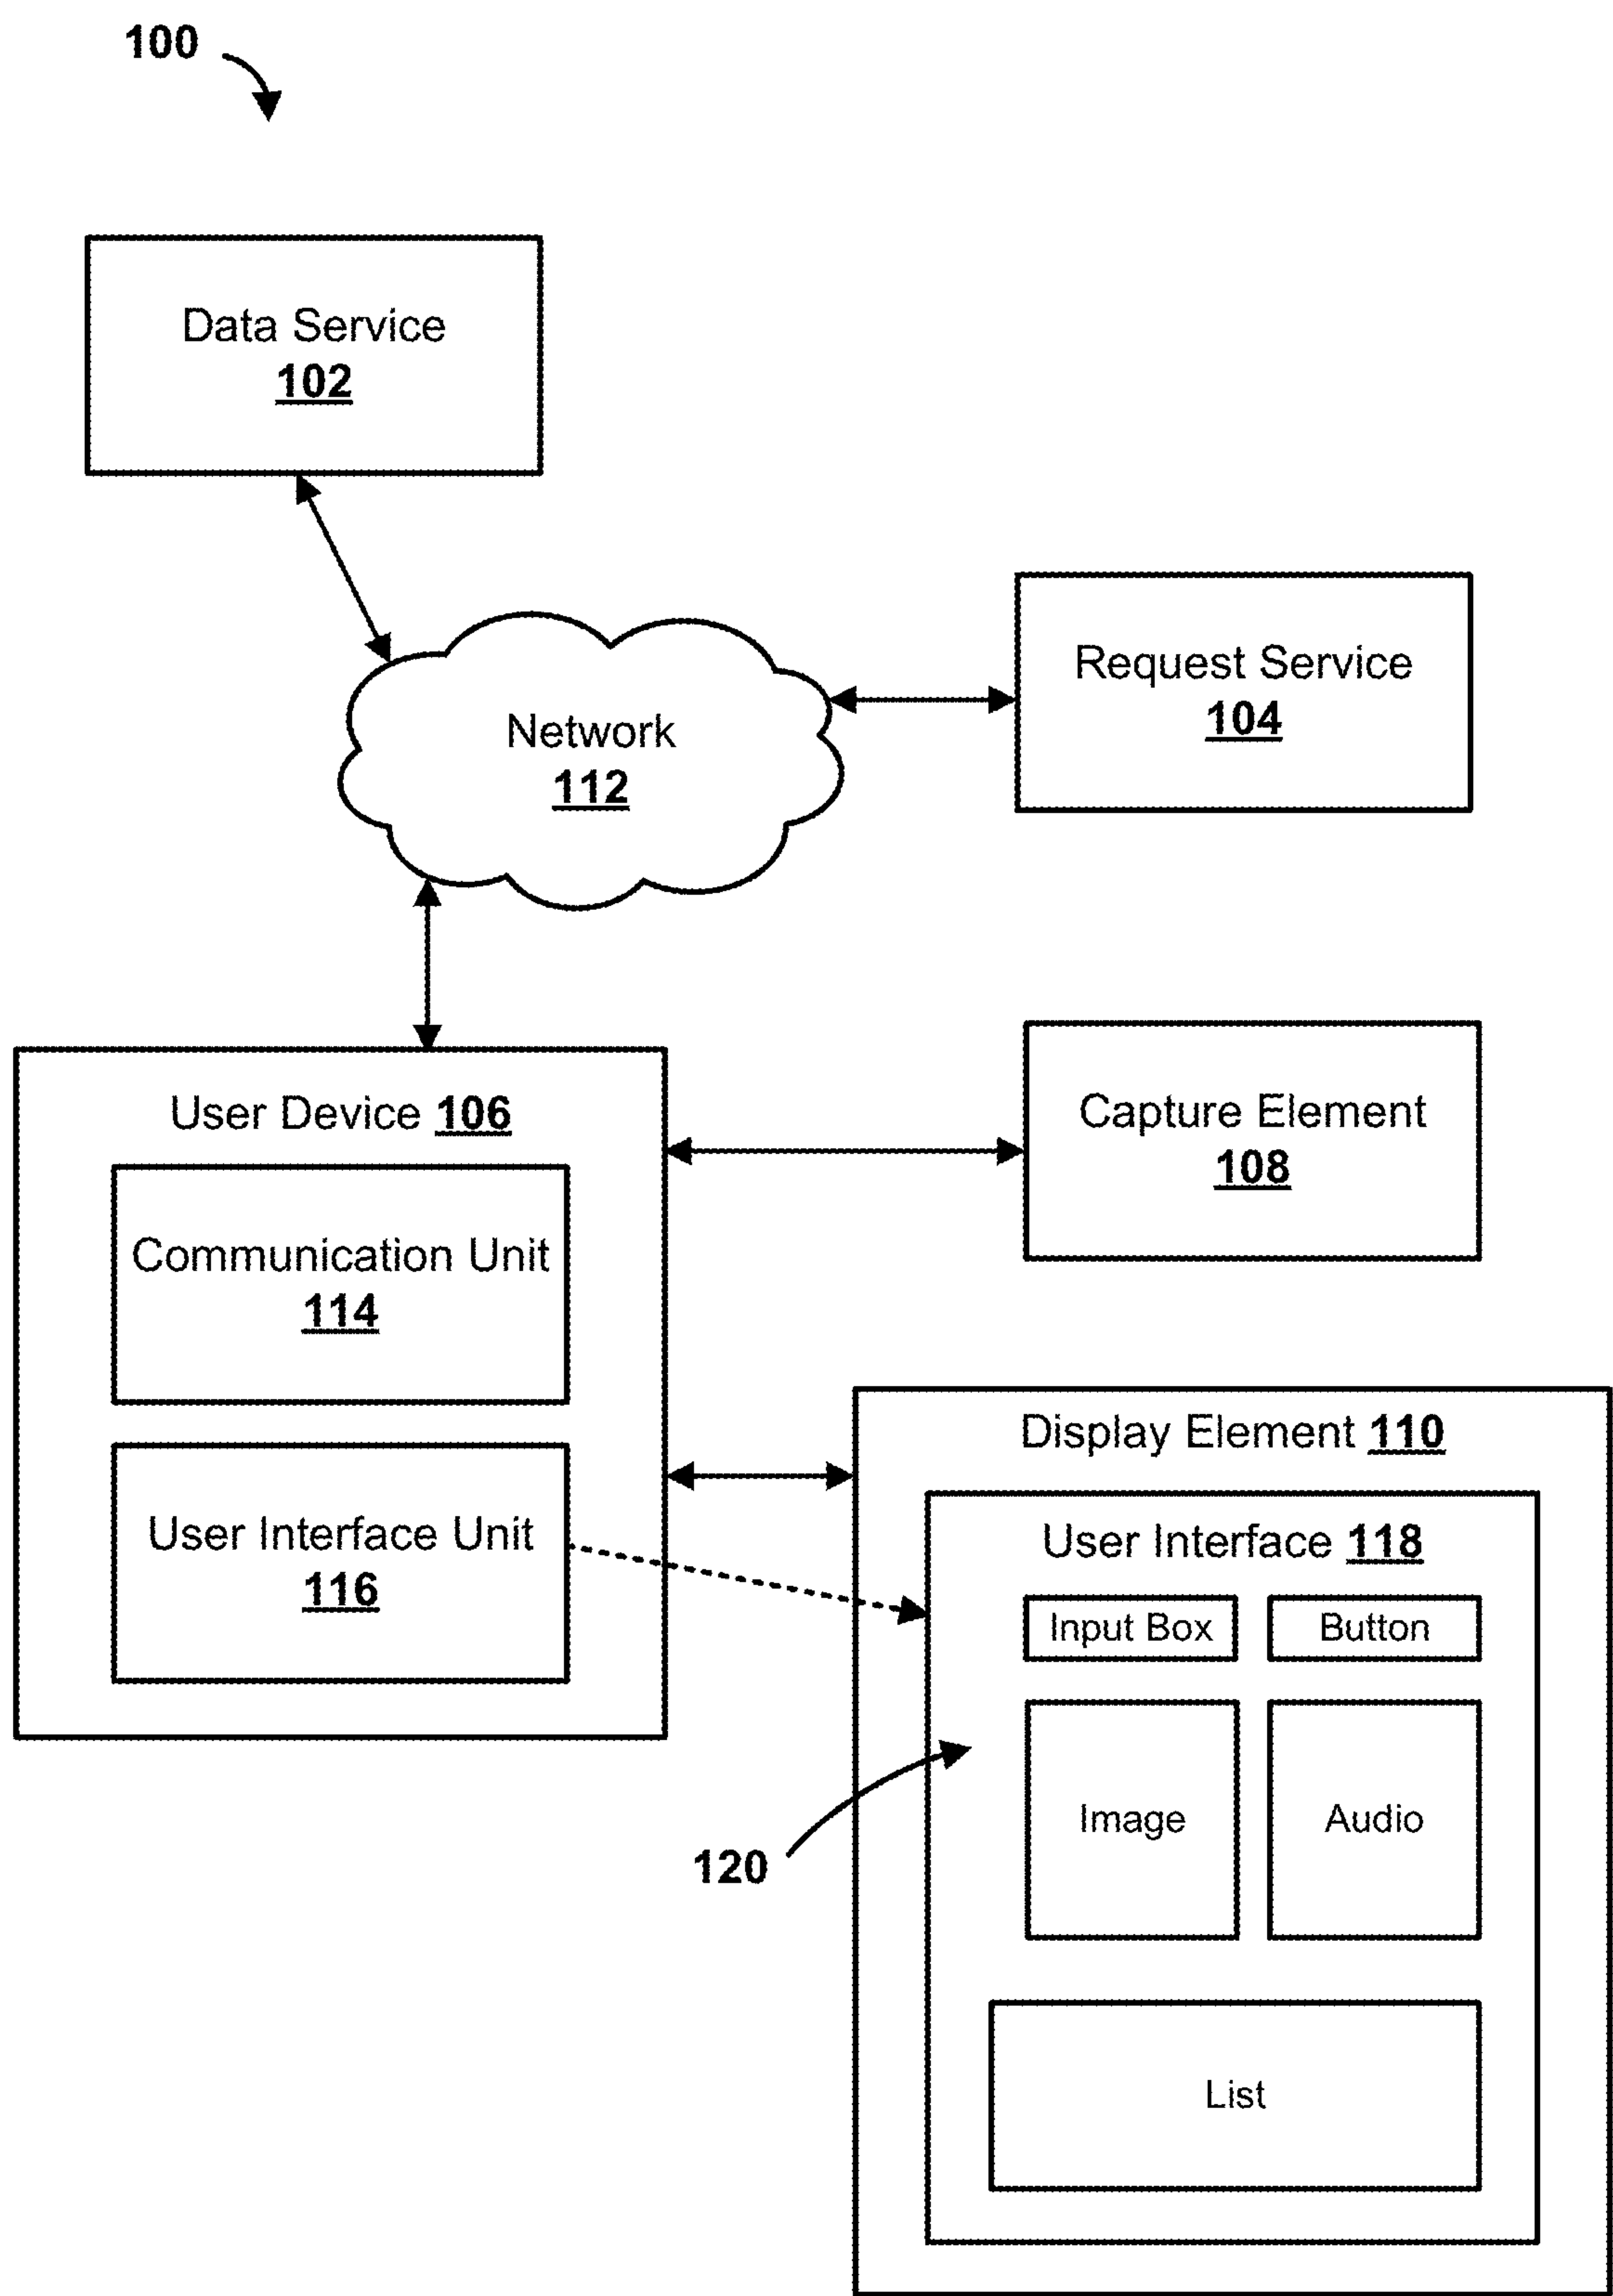 100
Data Service
102
Request Service
104
Network
112
User Device 106
Capture Element
108
Communication Unit
114
User Interface Unit
116
Display Element 110
User Interface 118
Input Box
Button
Image
Audio
120
List